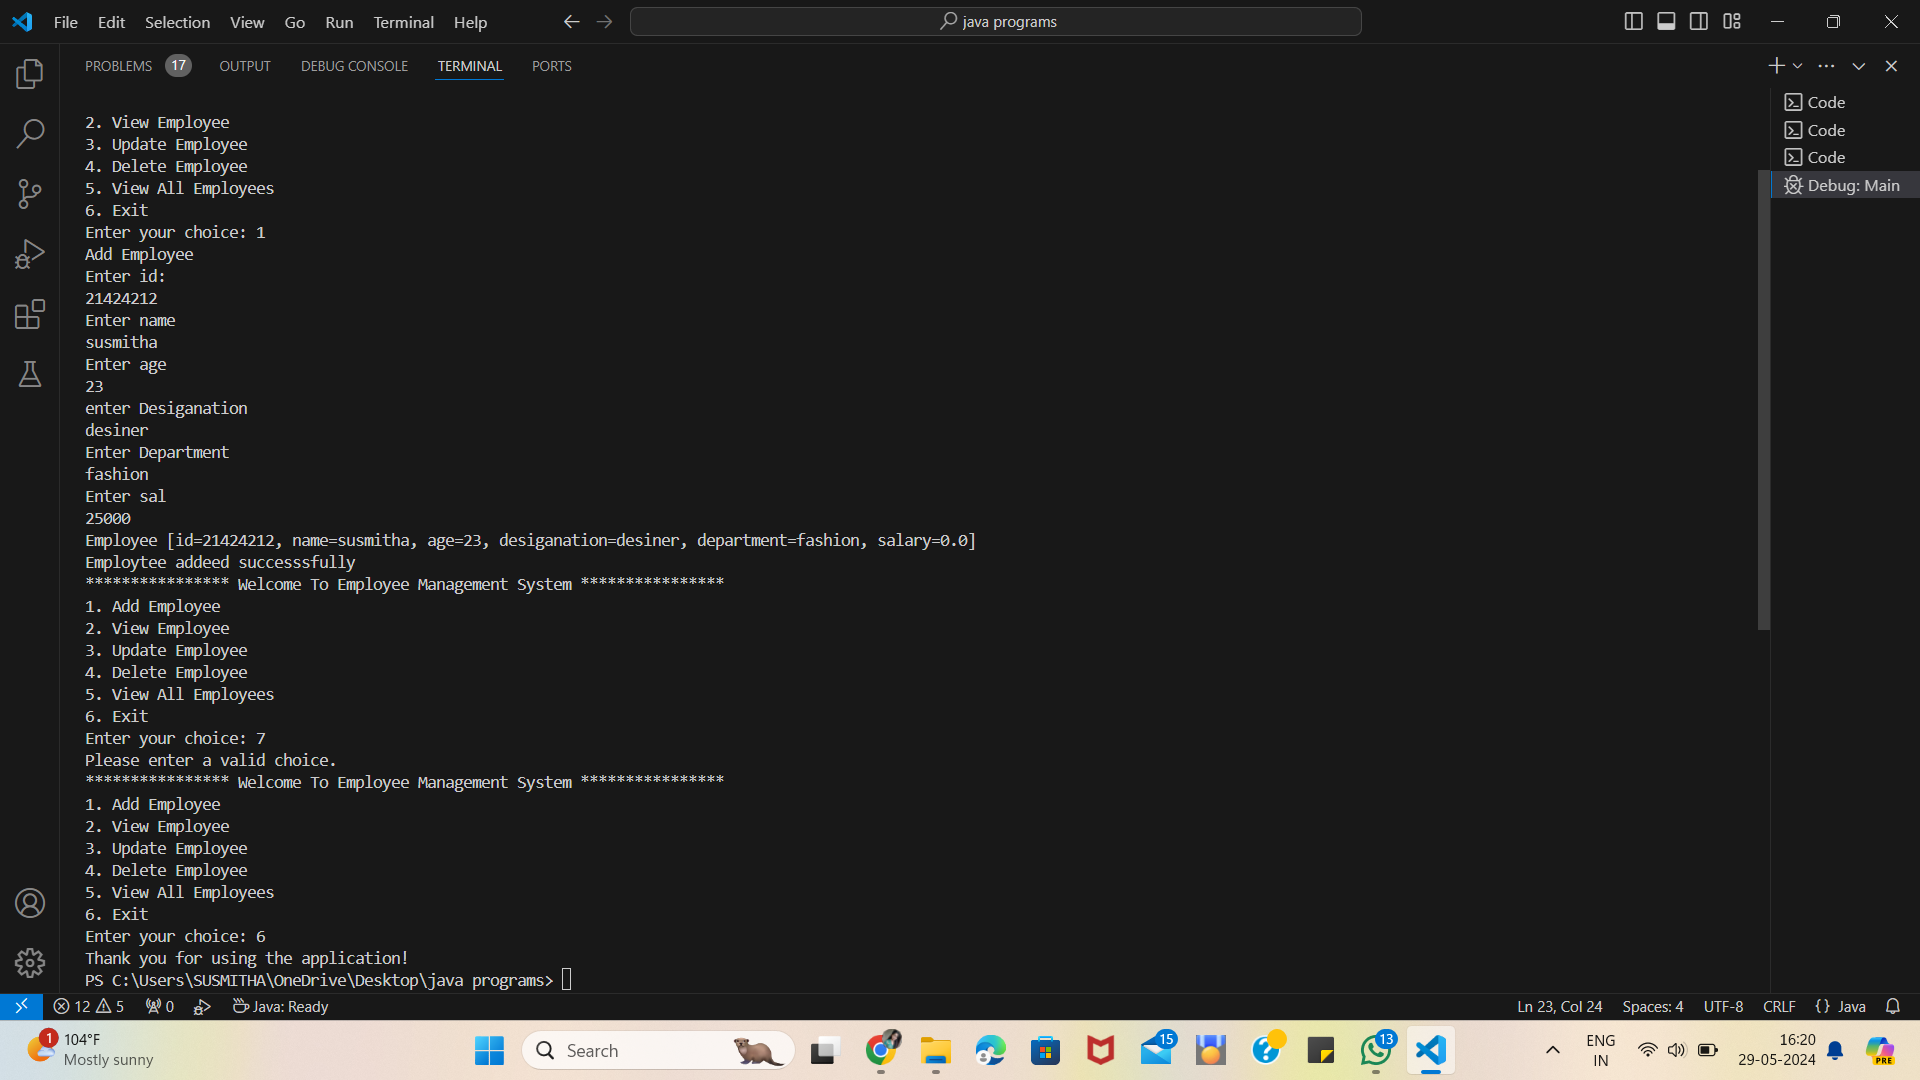 File Edit Selection View Go Run Terminal Help
java programs
PROBLEMS 17 OUTPUT DEBUG CONSOLE TERMINAL PORTS
Code
Code
Code
Debug: Main
2. View Employee
3. Update Employee
4. Delete Employee
5. View All Employees
6. Exit
Enter your choice: 1
Add Employee
Enter id:
21424212
Enter name
susmitha
Enter age
23
enter Desiganation
desiner
Enter Department
fashion
Enter sal
25000
Employee [id=21424212, name=susmitha, age=23, desiganation=desiner, department=fashion, salary=0.0]
Employtee addeed successsfully
**************** Welcome To Employee Management System ****************
1. Add Employee
2. View Employee
3. Update Employee
4. Delete Employee
5. View All Employees
6. Exit
Enter your choice: 7
Please enter a valid choice.
**************** Welcome To Employee Management System ****************
1. Add Employee
2. View Employee
3. Update Employee
4. Delete Employee
5. View All Employees
6. Exit
Enter your choice: 6
Thank you for using the application!
PS C:\Users\SUSMITHA\OneDrive\Desktop\java programs>
12 5 0 Java: Ready Ln 23, Col 24 Spaces: 4 UTF-8 CRLF {} Java
1 104°F
Mostly sunny
Search
15
13
ENG
IN
16:20
29-05-2024
PRE